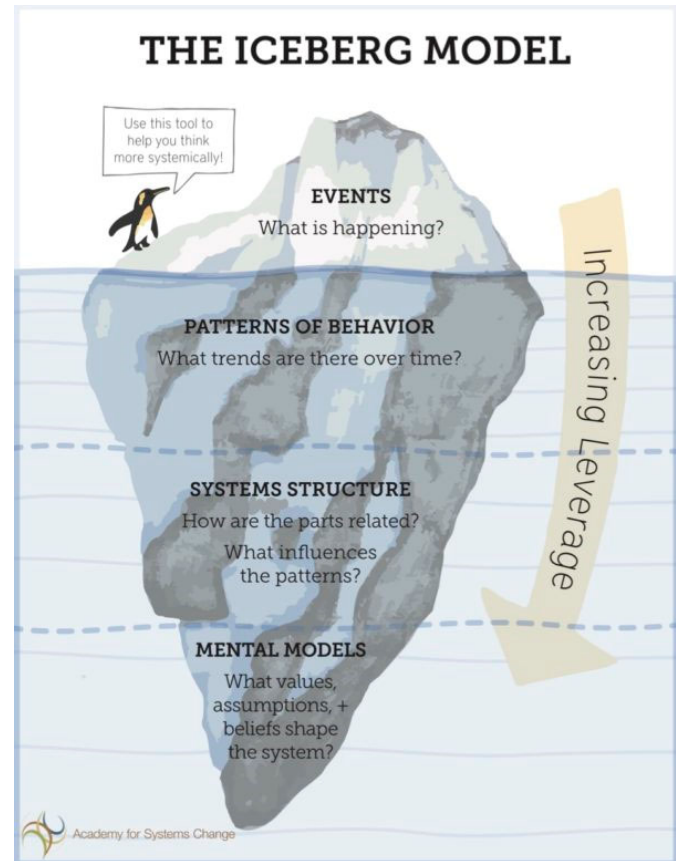 THE ICEBERG MODEL
Use this tool to
help you think
more systemically!
EVENTS
What is happening?
PATTERNS OF BEHAVIOR
What trends are there over time?
SYSTEMS STRUCTURE
How are the parts related?
What influences
the patterns?
MENTAL MODELS
What values,
assumptions, +
beliefs shape
the system?
Increasing Leverage
Academy for Systems Change